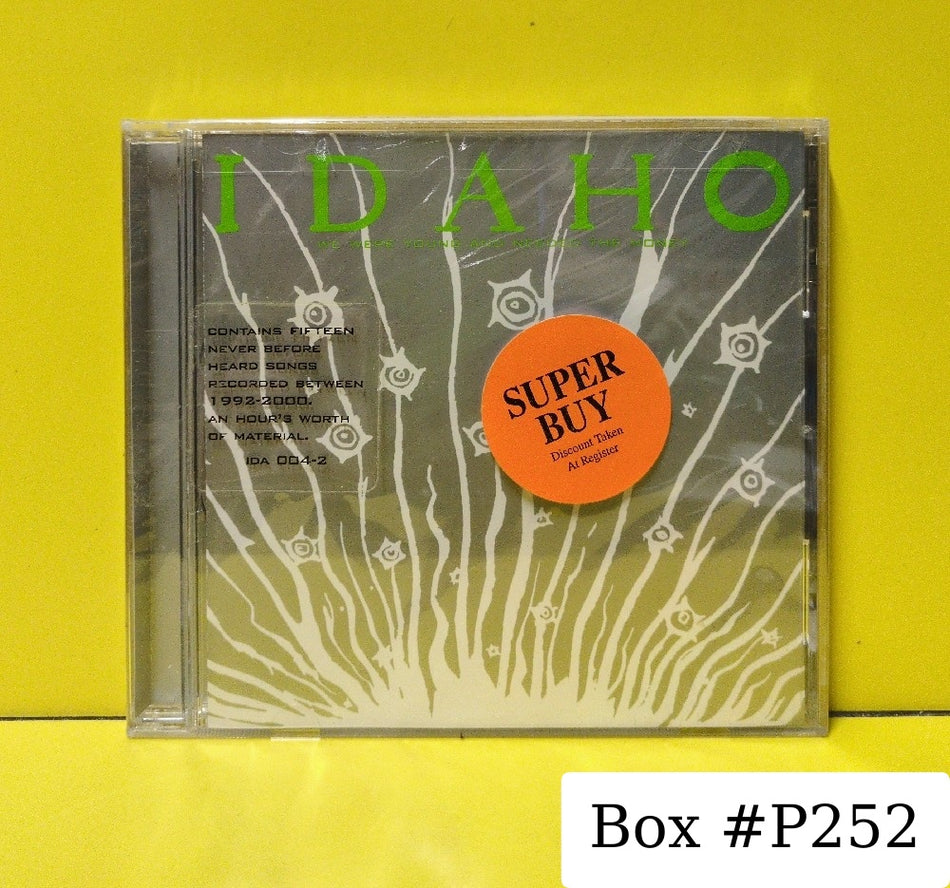 IDAHO
WE WERE YOUNG AND NEEDED THE MONEY
CONTAINS FIFTEEN
NEVER BEFORE
HEARD SONGS
RECORDED BETWEEN
1992-2000.
AN HOUR'S WORTH
OF MATERIAL.
IDA 004-2
SUPER
BUY
Discount Taken
At Register
Box #P252